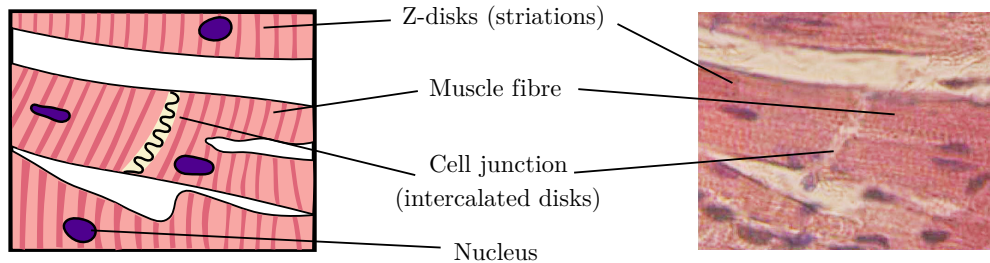 Z-disks (striations)
Muscle fibre
Cell junction
(intercalated disks)
Nucleus